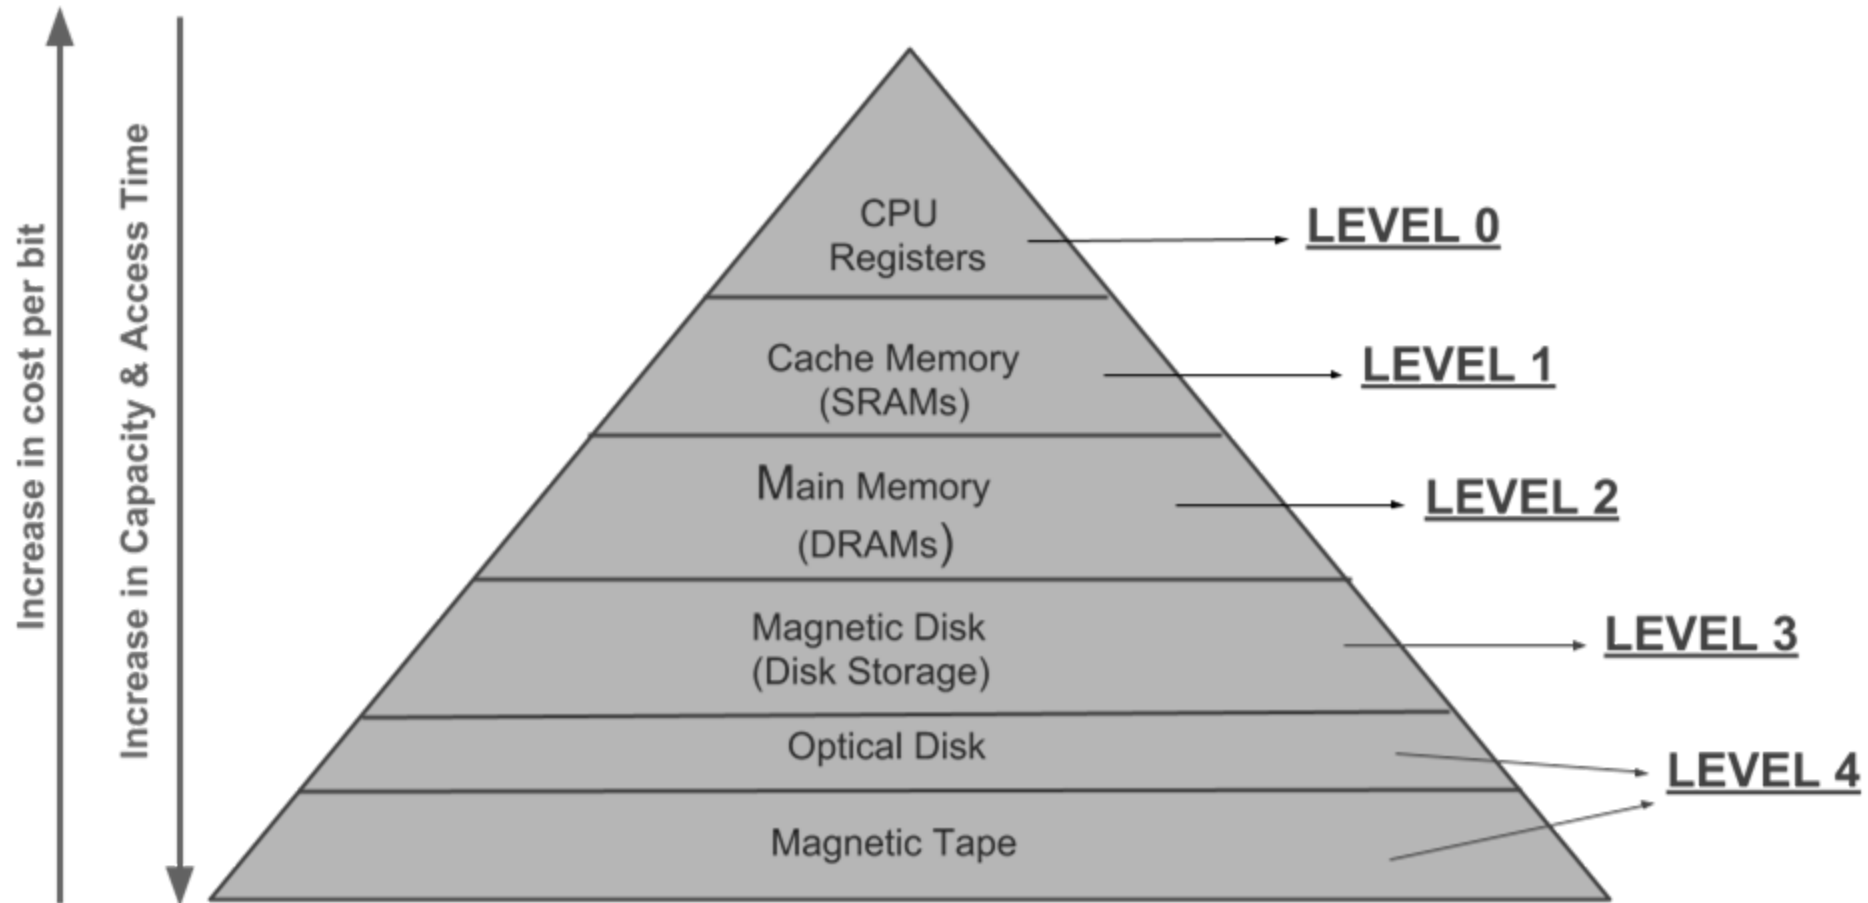 Increase in cost per bit
Increase in Capacity & Access Time
CPU
Registers
LEVEL 0
Cache Memory
(SRAMs)
LEVEL 1
Main Memory
(DRAMs)
LEVEL 2
Magnetic Disk
(Disk Storage)
LEVEL 3
Optical Disk
LEVEL 4
Magnetic Tape